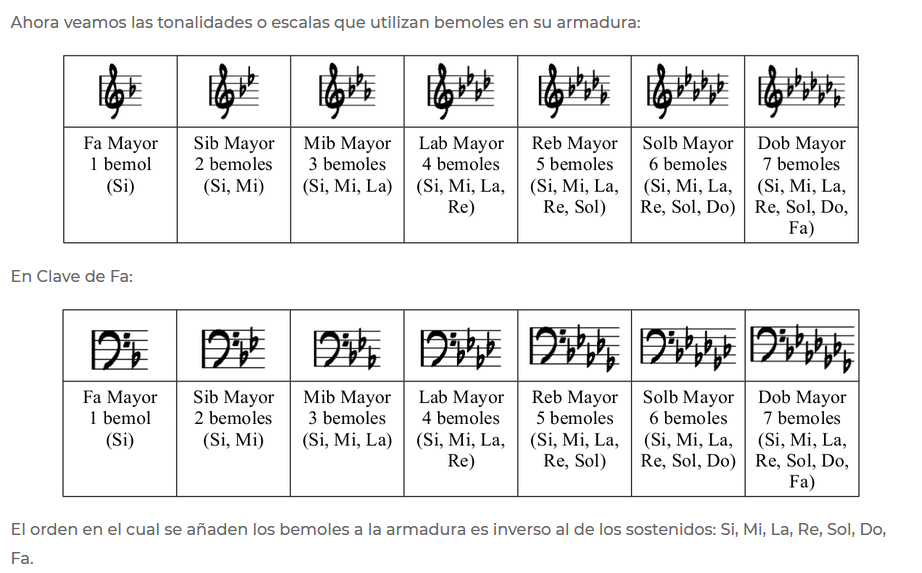 Ahora veamos las tonalidades o escalas que utilizan bemoles en su armadura:
Fa Mayor
1 bemol
(Si)
Sib Mayor
2 bemoles
(Si, Mi)
Mib Mayor
3 bemoles
(Si, Mi, La)
Lab Mayor
4 bemoles
(Si, Mi, La,
Re)
Reb Mayor
5 bemoles
(Si, Mi, La,
Re, Sol)
Solb Mayor
6 bemoles
(Si, Mi, La,
Re, Sol, Do)
Dob Mayor
7 bemoles
(Si, Mi, La,
Re, Sol, Do,
Fa)
En Clave de Fa:
Fa Mayor
1 bemol
(Si)
Sib Mayor
2 bemoles
(Si, Mi)
Mib Mayor
3 bemoles
(Si, Mi, La)
Lab Mayor
4 bemoles
(Si, Mi, La,
Re)
Reb Mayor
5 bemoles
(Si, Mi, La,
Re, Sol)
Solb Mayor
6 bemoles
(Si, Mi, La,
Re, Sol, Do)
Dob Mayor
7 bemoles
(Si, Mi, La,
Re, Sol, Do,
Fa)
El orden en el cual se añaden los bemoles a la armadura es inverso al de los sostenidos: Si, Mi, La, Re, Sol, Do,
Fa.